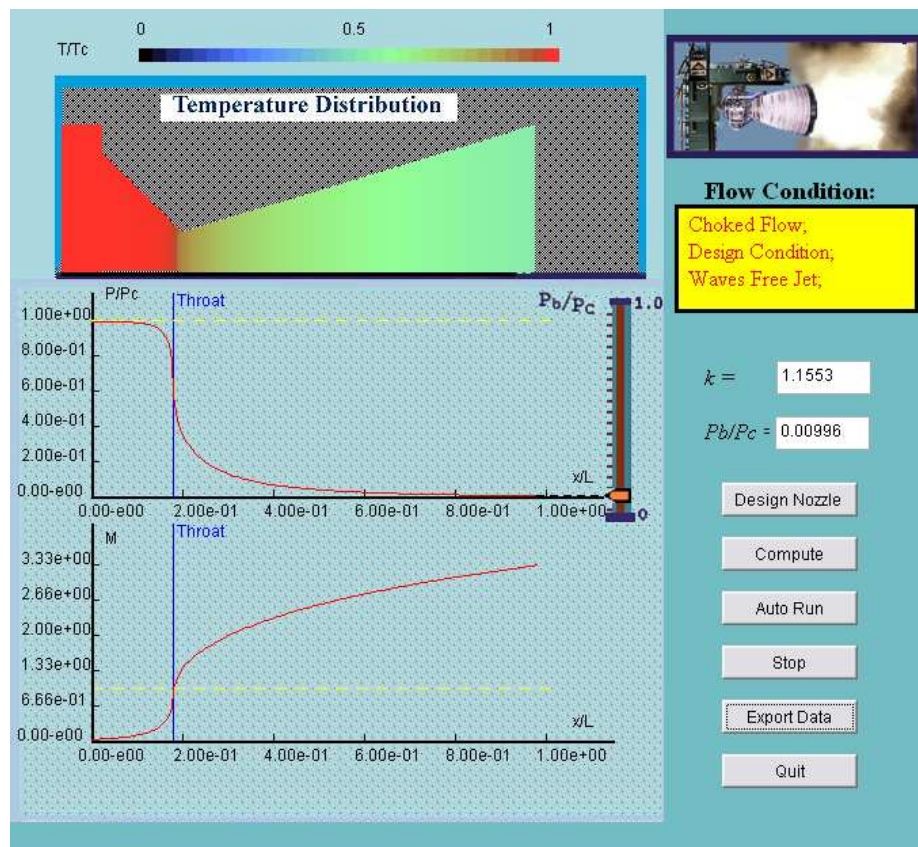 0 0.5 1
T/Tc
Temperature Distribution
Flow Condition:
Choked Flow;
Design Condition;
Waves Free Jet;
P/Pc
Throat
Pb/Pc
1.0
1.00e+00
8.00e-01
6.00e-01
4.00e-01
2.00e-01
0.00-e00
x/L
0.00-e00 2.00e-01 4.00e-01 6.00e-01 8.00e-01 1.00e+00
0
M
Throat
3.33e+00
2.66e+00
2.00e+00
1.33e+00
6.66e-01
0.00-e00
x/L
0.00-e00 2.00e-01 4.00e-01 6.00e-01 8.00e-01 1.00e+00
k = 1.1553
Pb/Pc = 0.00996
Design Nozzle
Compute
Auto Run
Stop
Export Data
Quit